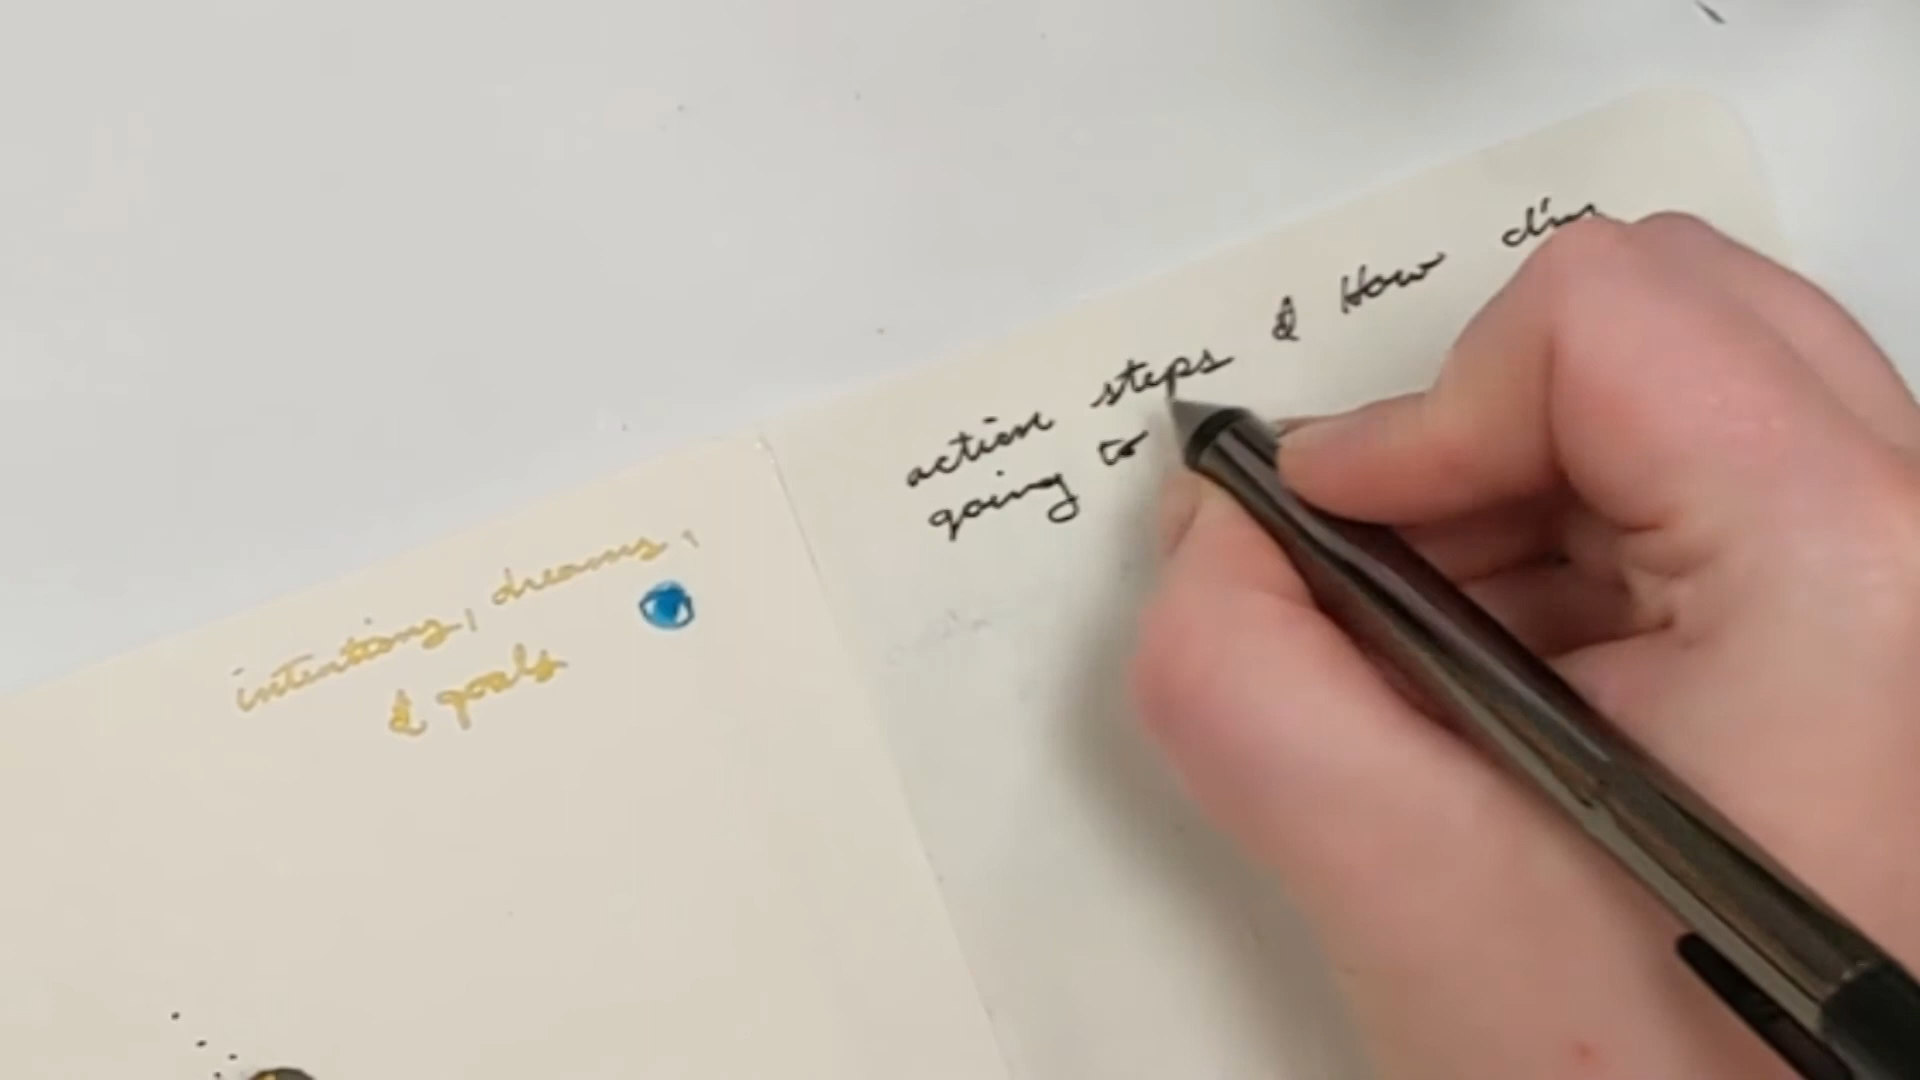 intentions, dreams,
& goals
action steps & How I'm
going to